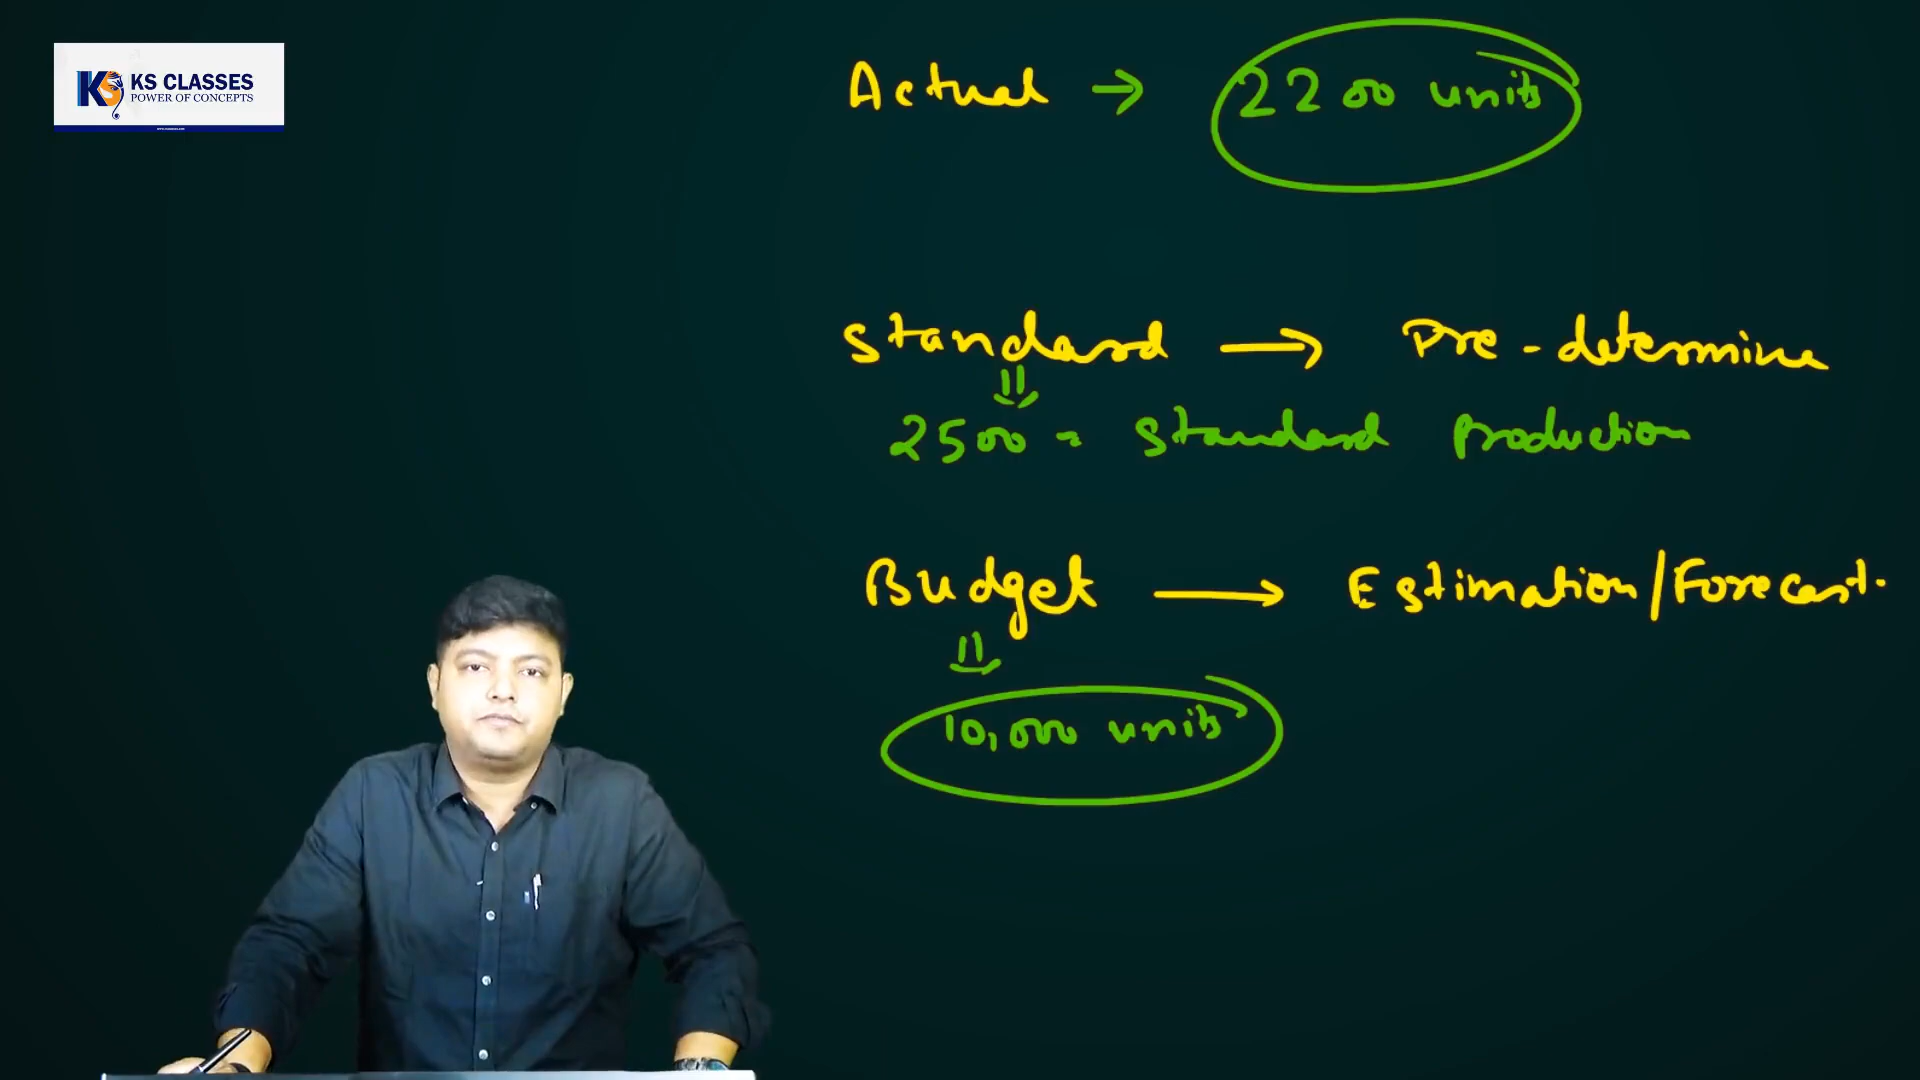 KS CLASSES
POWER OF CONCEPTS
Actual → 2200 units
Standard → Pre-determine
2500 = Standard Production
Budget → Estimation/Forecast.
10,000 units